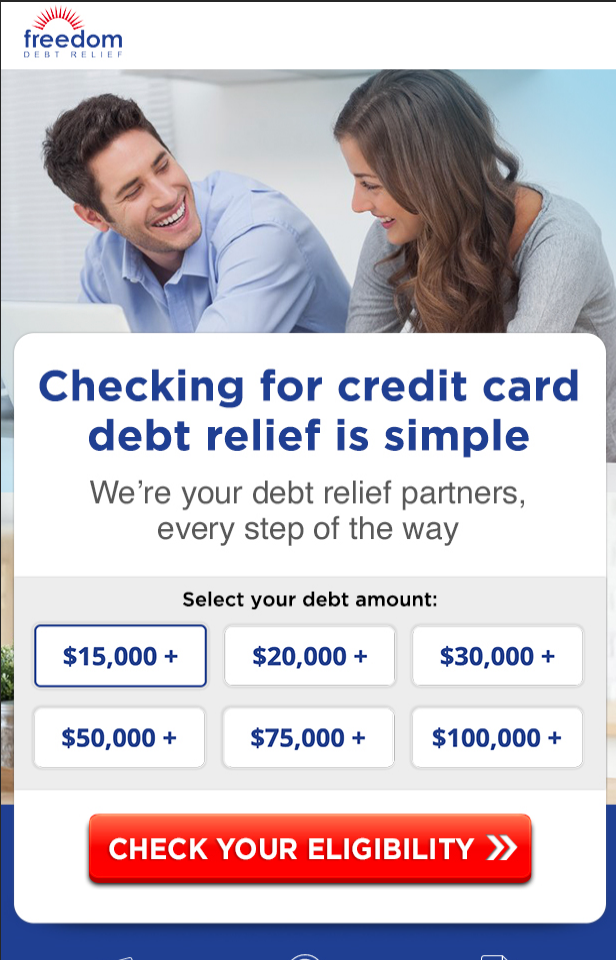 freedom
DEBT RELIEF
Checking for credit card
debt relief is simple
We're your debt relief partners,
every step of the way
Select your debt amount:
$15,000 +
$20,000 +
$30,000 +
$50,000 +
$75,000 +
$100,000 +
CHECK YOUR ELIGIBILITY